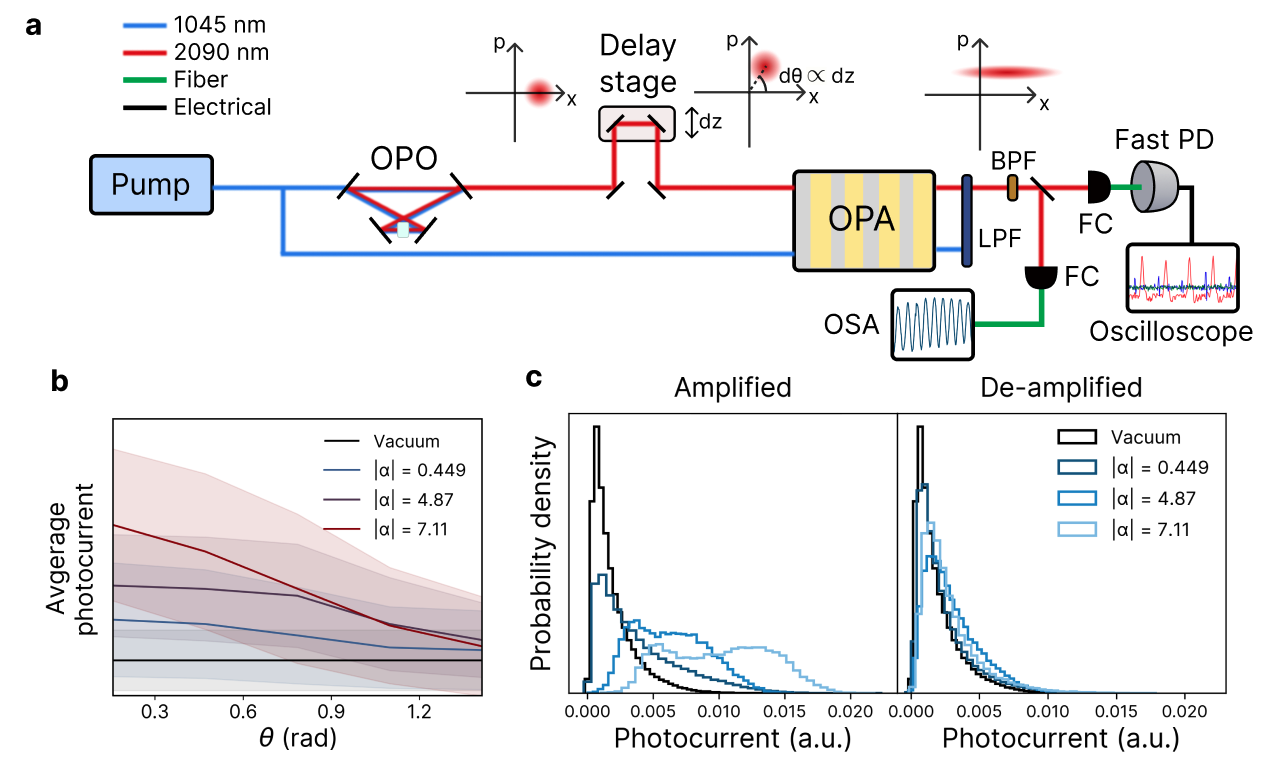 a
1045 nm
2090 nm
Fiber
Electrical
p
x
Delay
stage
dz
p
dθ ∝ dz
x
p
x
Pump
OPO
OPA
LPF
BPF
FC
Fast PD
FC
OSA
Oscilloscope
b
Vacuum
|α| = 0.449
|α| = 4.87
|α| = 7.11
Avgerage
photocurrent
0.3 0.6 0.9 1.2
θ (rad)
c
Amplified
De-amplified
Probability density
Vacuum
|α| = 0.449
|α| = 4.87
|α| = 7.11
0.000 0.005 0.010 0.015 0.020
0.000 0.005 0.010 0.015 0.020
Photocurrent (a.u.)
Photocurrent (a.u.)